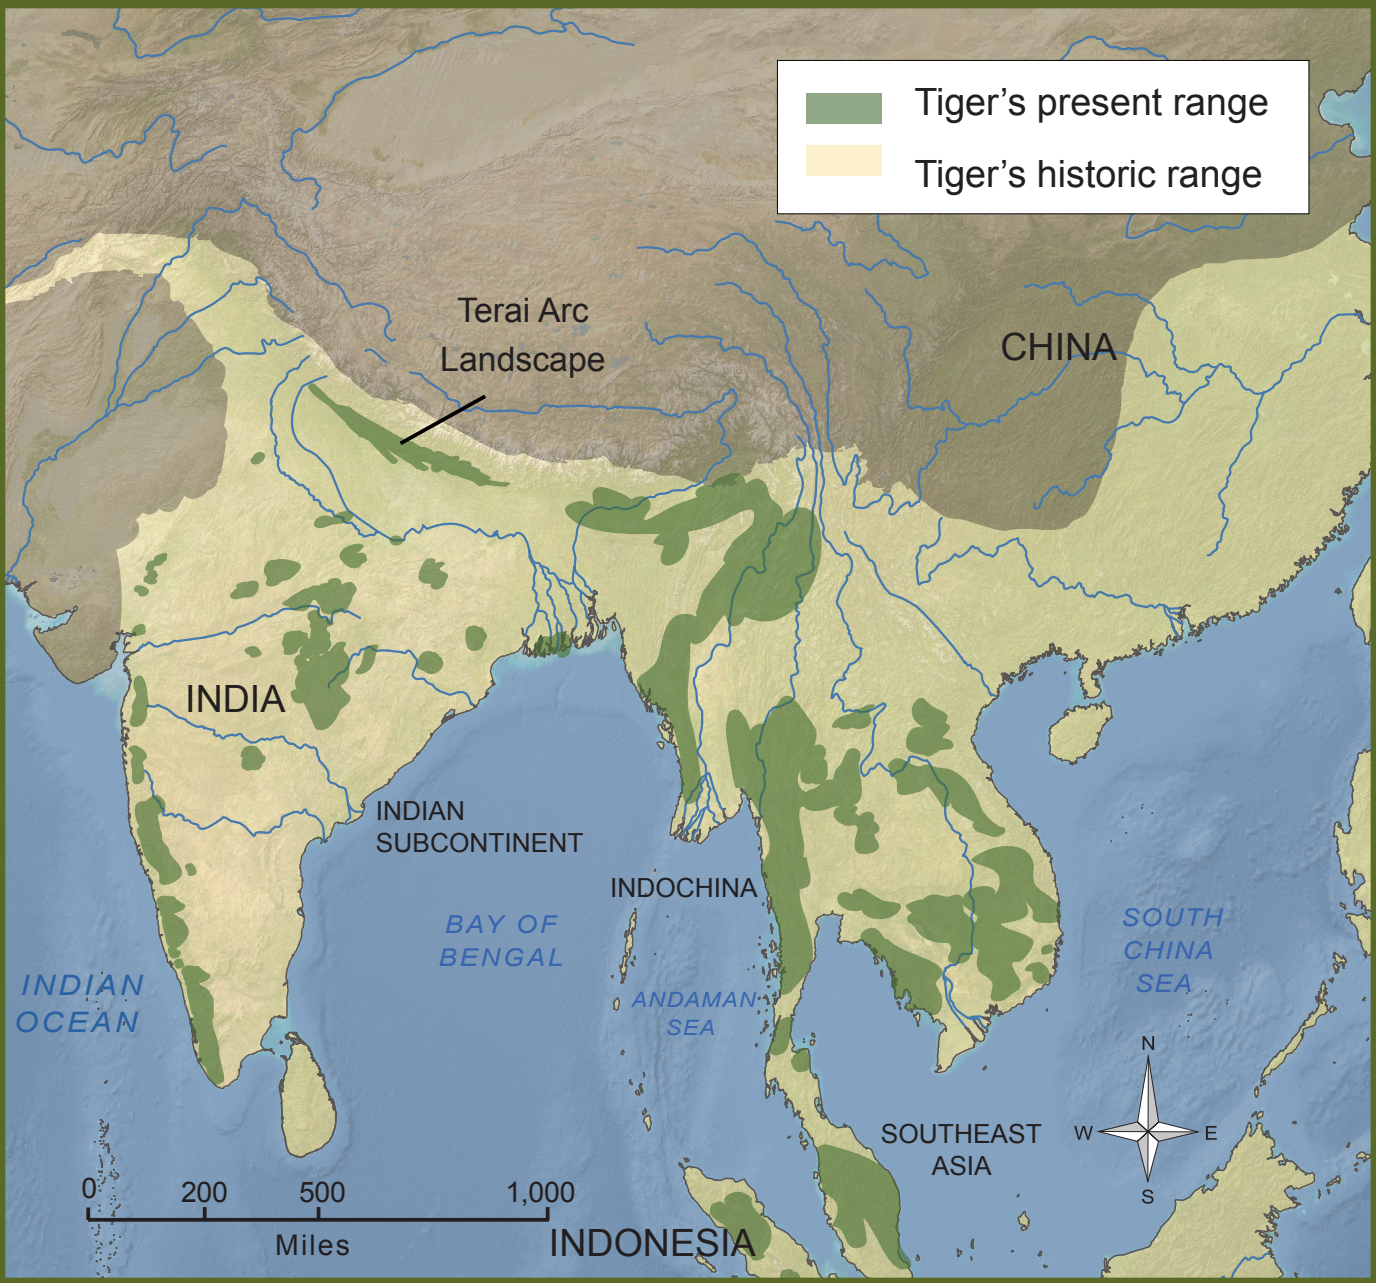 Tiger’s present range
Tiger’s historic range
Terai Arc
Landscape
CHINA
INDIA
INDIAN
SUBCONTINENT
INDOCHINA
BAY OF
BENGAL
SOUTH
CHINA
SEA
INDIAN
OCEAN
ANDAMAN
SEA
N
W
E
S
SOUTHEAST
ASIA
0
200
500
1,000
Miles
INDONESIA